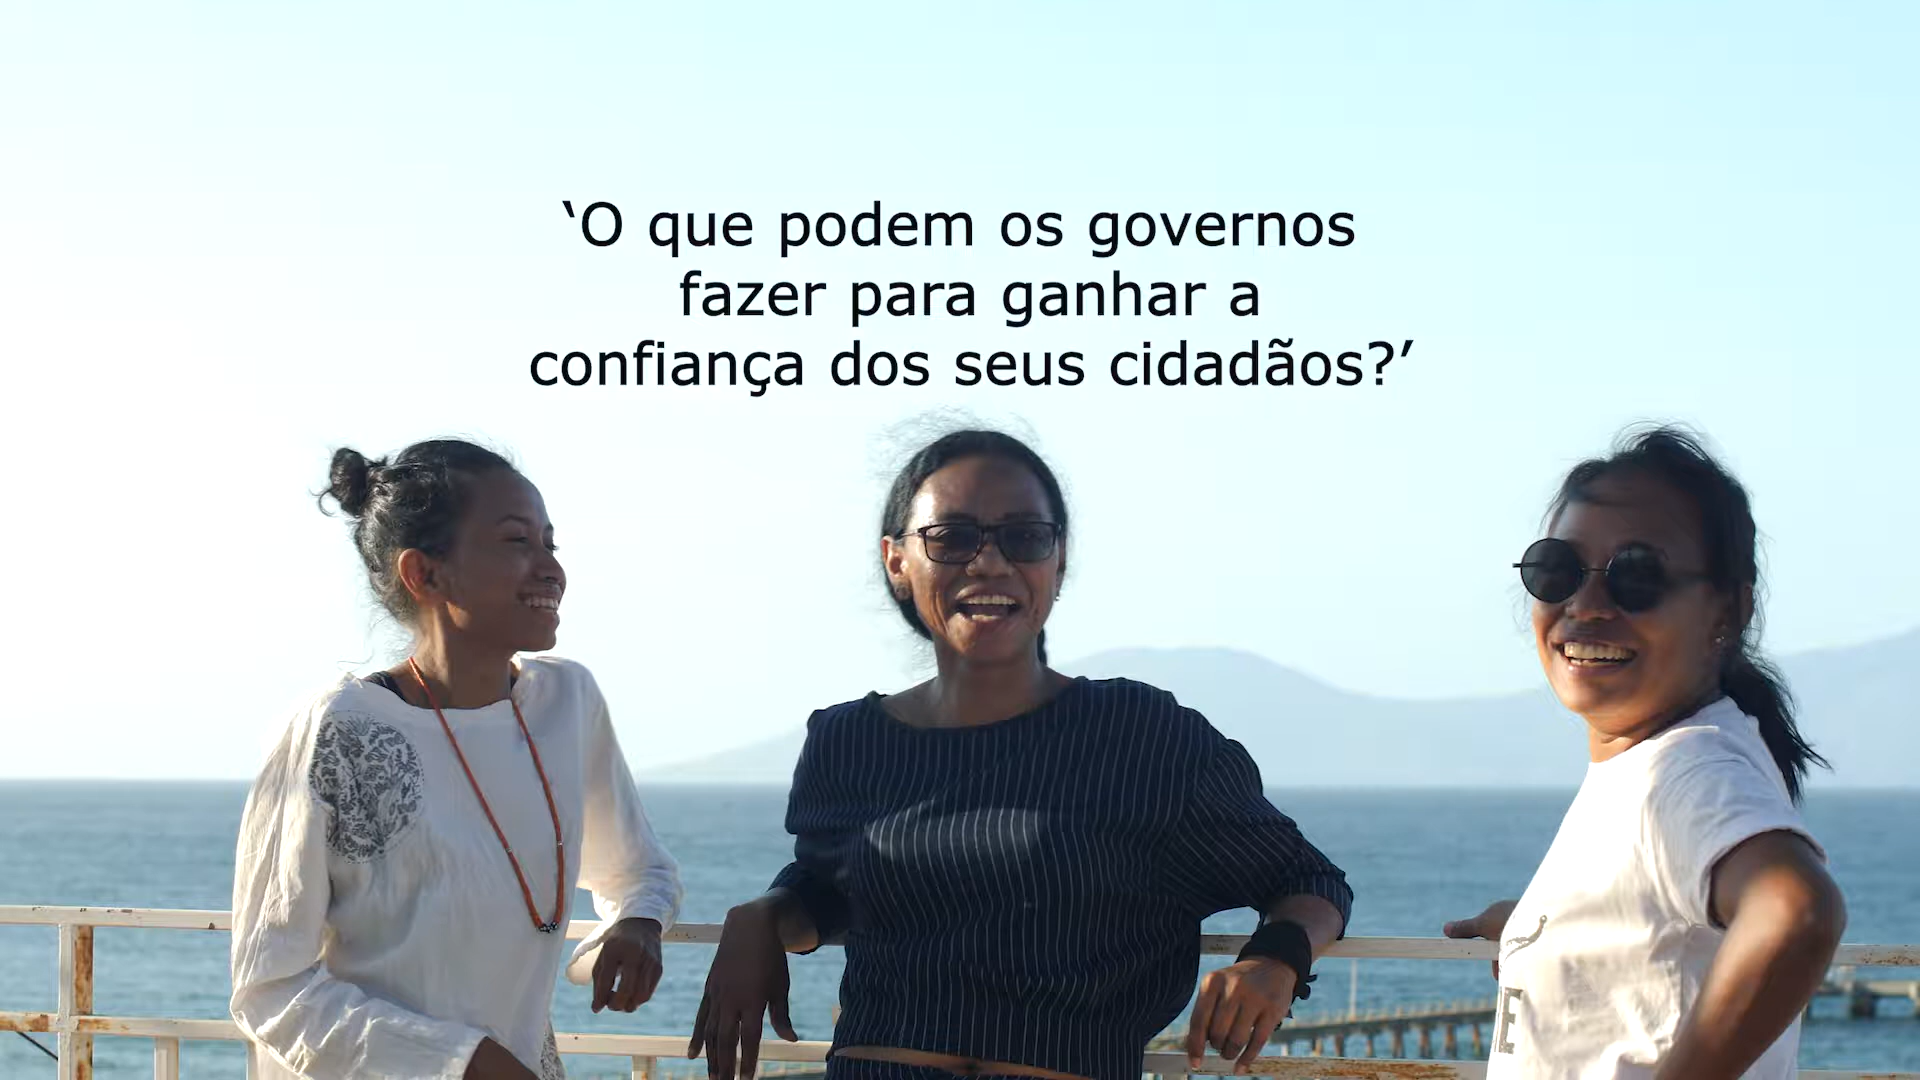 ‘O que podem os governos
fazer para ganhar a
confiança dos seus cidadãos?’
E